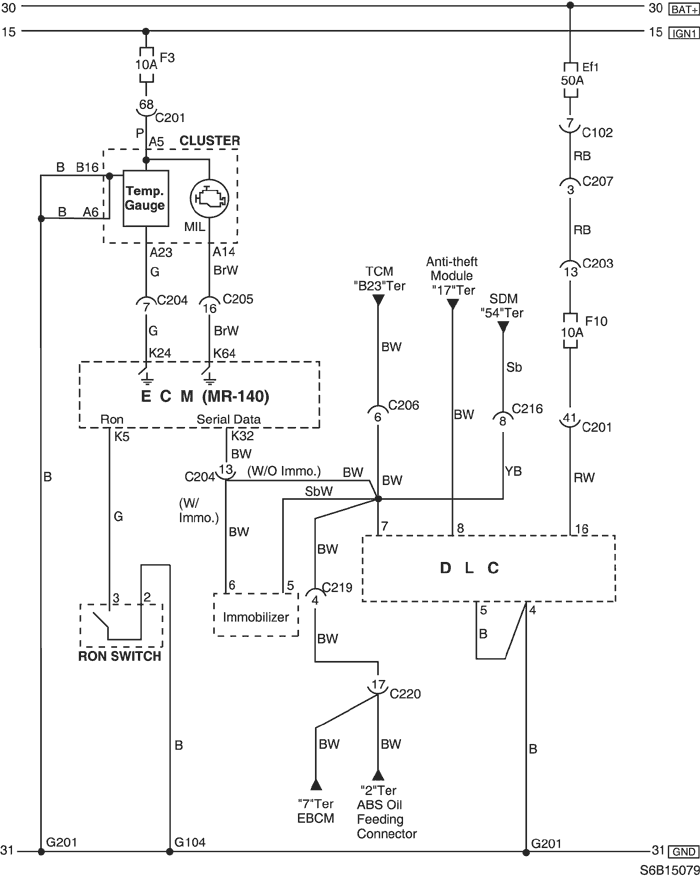 30
30 BAT+
15
15 IGN1
F3
10A
Ef1
50A
68
C201
7
C102
P
A5
CLUSTER
RB
B
B16
Temp.
Gauge
C207
3
B
A6
MIL
RB
A23
A14
G
BrW
C203
13
TCM
"B23"Ter
Anti-theft
Module
"17"Ter
SDM
"54"Ter
C204
7
C205
16
F10
10A
G
BrW
BW
K24
K64
Sb
E C M (MR-140)
C206
6
BW
C216
8
41
C201
Ron
Serial Data
K5
K32
BW
C204
13
(W/O Immo.)
BW
BW
YB
RW
B
SbW
(W/
Immo.)
G
BW
BW
7
8
16
D L C
3
2
6
5
C219
4
5
4
Immobilizer
B
BW
RON SWITCH
17
C220
B
BW
BW
B
"7"Ter
EBCM
"2"Ter
ABS Oil
Feeding
Connector
31
G201
G104
G201
31 GND
S6B15079